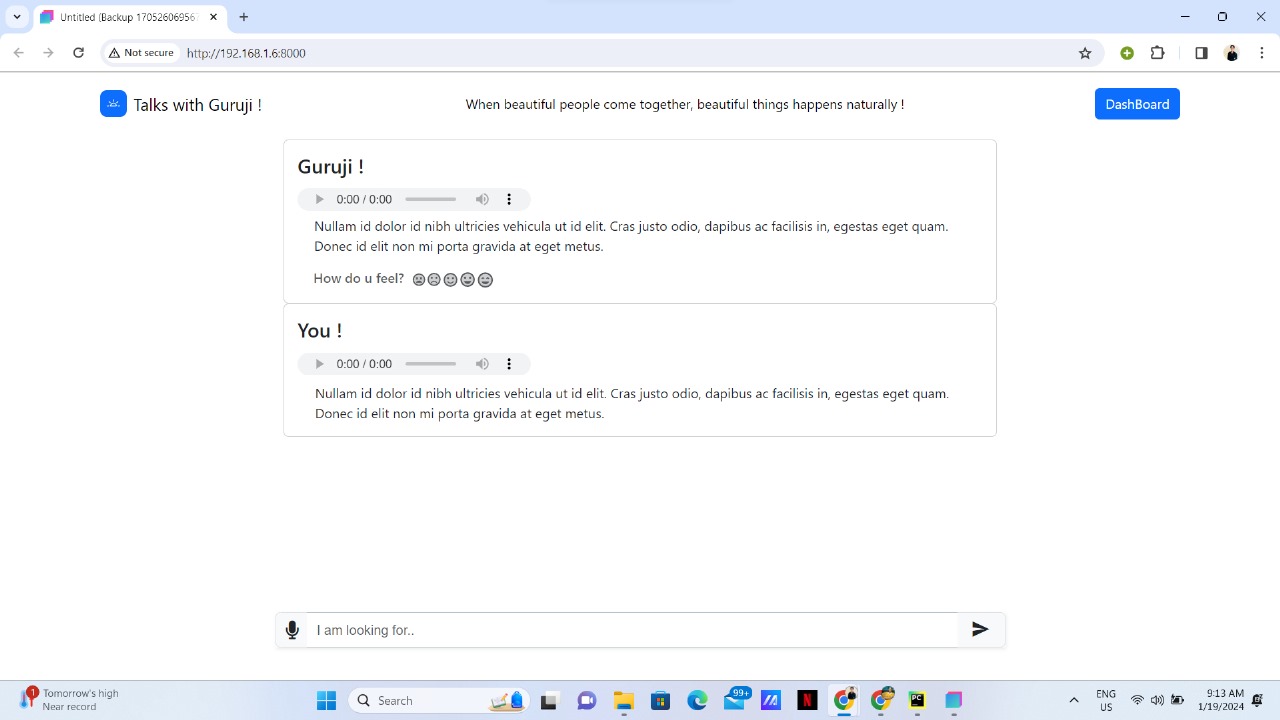 Untitled (Backup 170526069567
Not secure
http://192.168.1.6:8000
Talks with Guruji !
When beautiful people come together, beautiful things happens naturally !
DashBoard
Guruji !
0:00 / 0:00
Nullam id dolor id nibh ultricies vehicula ut id elit. Cras justo odio, dapibus ac facilisis in, egestas eget quam.
Donec id elit non mi porta gravida at eget metus.
How do u feel?
You !
0:00 / 0:00
Nullam id dolor id nibh ultricies vehicula ut id elit. Cras justo odio, dapibus ac facilisis in, egestas eget quam.
Donec id elit non mi porta gravida at eget metus.
I am looking for..
1
Tomorrow's high
Near record
Search
99+
N
PC
ENG
US
9:13 AM
1/19/2024